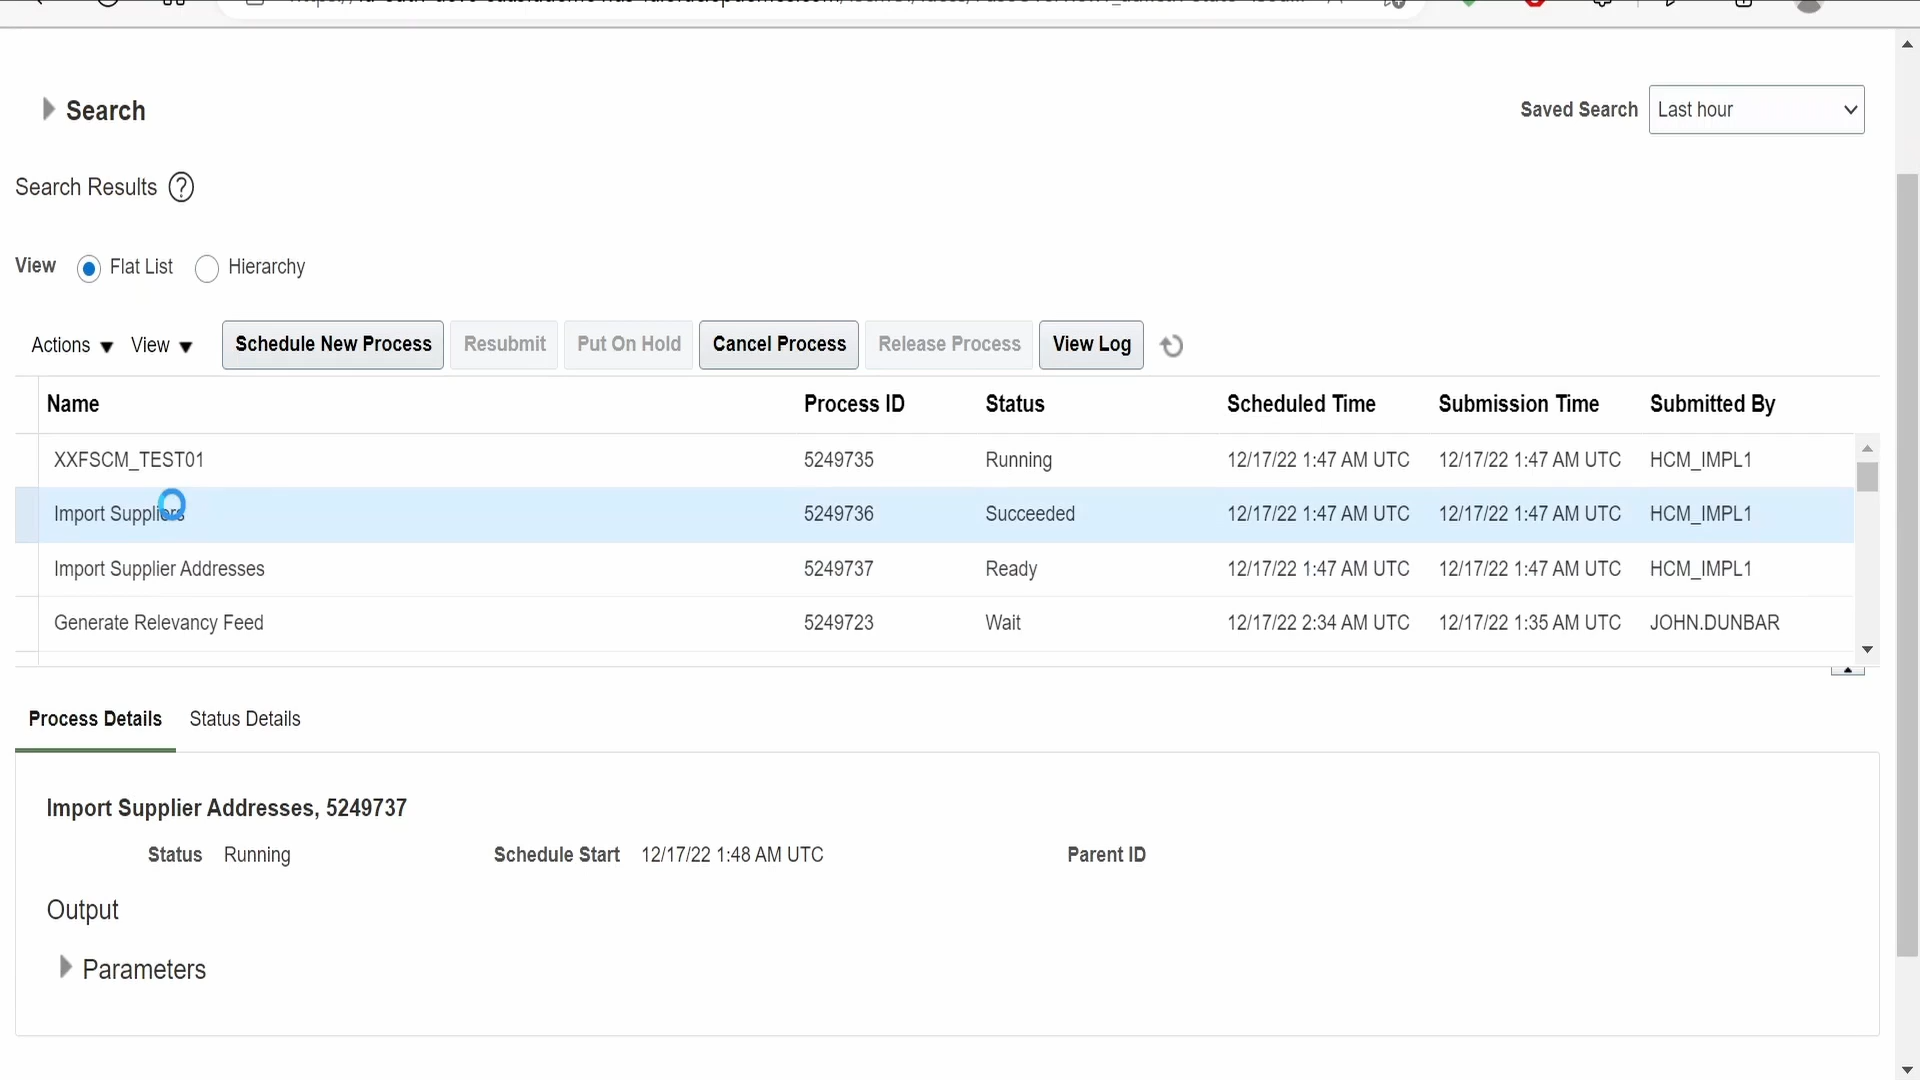 Search
Saved Search Last hour
Search Results ?
View Flat List Hierarchy
Actions View Schedule New Process Resubmit Put On Hold Cancel Process Release Process View Log
Name Process ID Status Scheduled Time Submission Time Submitted By
XXFSCM_TEST01 5249735 Running 12/17/22 1:47 AM UTC 12/17/22 1:47 AM UTC HCM_IMPL1
Import Suppliers 5249736 Succeeded 12/17/22 1:47 AM UTC 12/17/22 1:47 AM UTC HCM_IMPL1
Import Supplier Addresses 5249737 Ready 12/17/22 1:47 AM UTC 12/17/22 1:47 AM UTC HCM_IMPL1
Generate Relevancy Feed 5249723 Wait 12/17/22 2:34 AM UTC 12/17/22 1:35 AM UTC JOHN.DUNBAR
Process Details Status Details
Import Supplier Addresses, 5249737
Status Running Schedule Start 12/17/22 1:48 AM UTC Parent ID
Output
Parameters